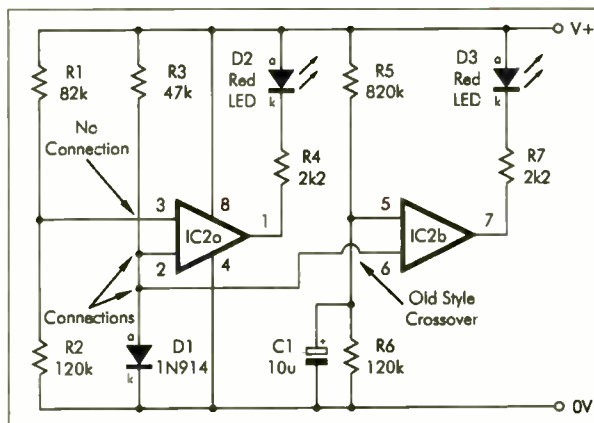 V+
R1
82k
R3
47k
D2
Red
LED
a
k
R5
820k
D3
Red
LED
a
k
No
Connection
R4
2k2
R7
2k2
3
8
1
IC2a
2
4
5
7
IC2b
6
Connections
Old Style
Crossover
R2
120k
a
k
D1
1N914
C1
10u
+
R6
120k
0V